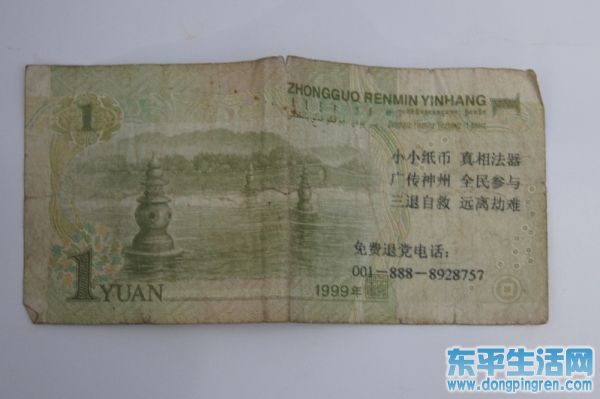 ZHONGGUO RENMIN YINHANG
1
小小纸币 真相法器
广传神州 全民参与
三退自救 远离劫难
免费退党电话:
001-888-8928757
1
YUAN
1999年
东平生活网
www.dongpingren.com